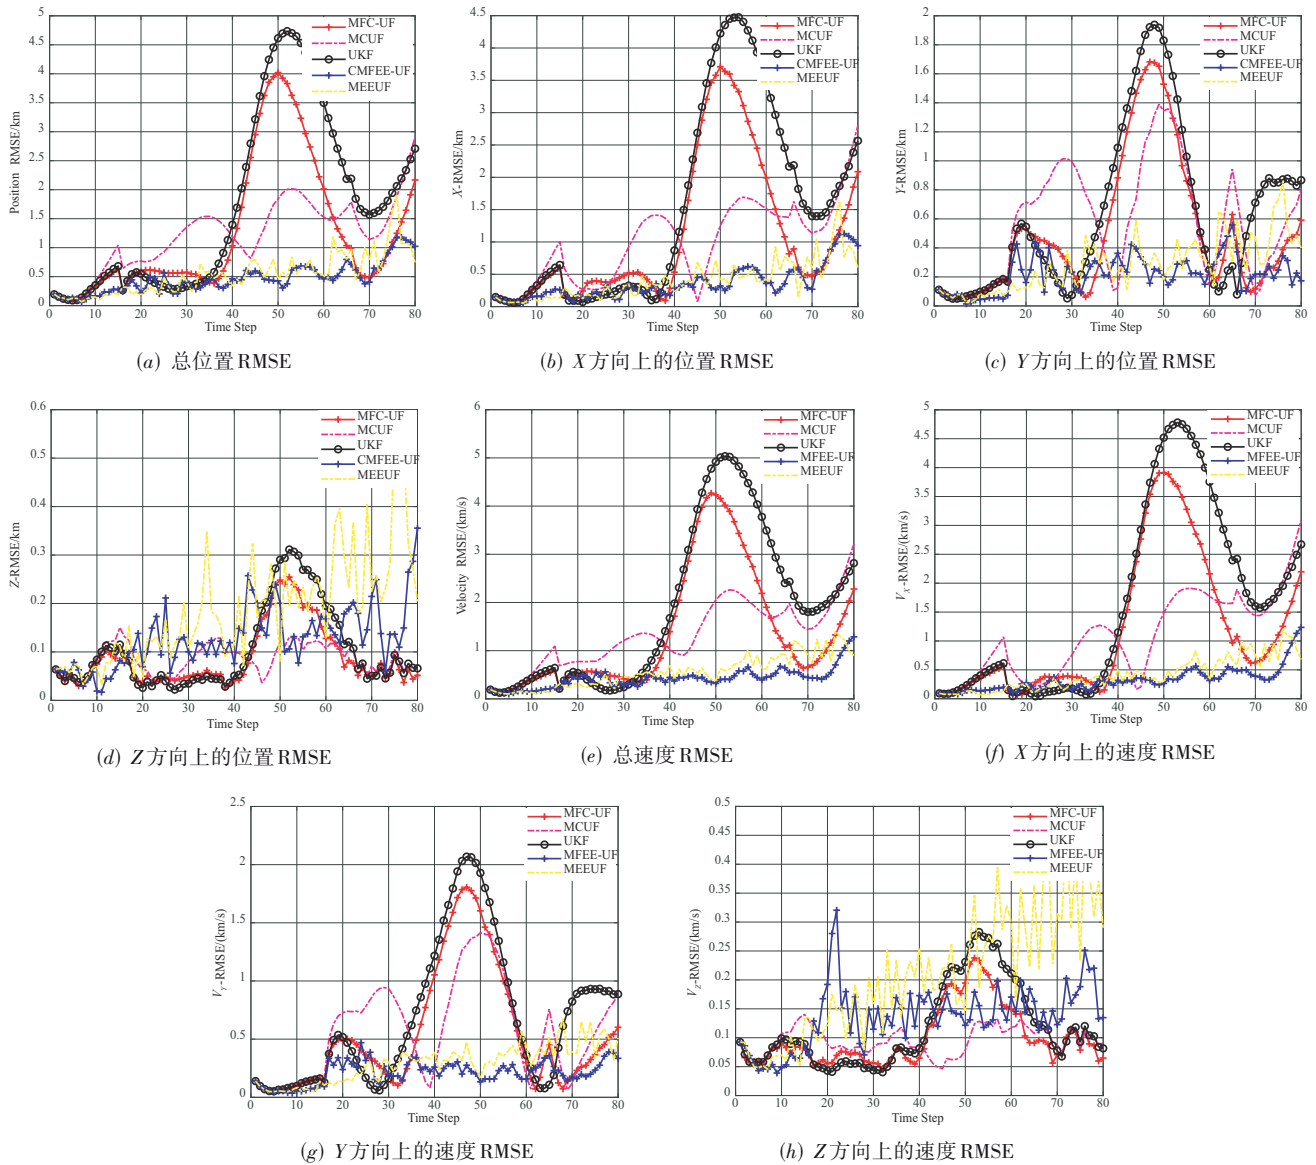 5
4.5
4
3.5
3
2.5
2
1.5
1
0.5
0
Position RMSE/km
MFC-UF
MCUF
UKF
CMFEE-UF
MEEUF
0 10 20 30 40 50 60 70 80
Time Step
(a) 总位置RMSE
4.5
4
3.5
3
2.5
2
1.5
1
0.5
0
X-RMSE/km
MFC-UF
MCUF
UKF
CMFEE-UF
MEEUF
0 10 20 30 40 50 60 70 80
Time Step
(b) X方向上的位置RMSE
2
1.8
1.6
1.4
1.2
1
0.8
0.6
0.4
0.2
0
Y-RMSE/km
MFC-UF
MCUF
UKF
CMFEE-UF
MEEUF
0 10 20 30 40 50 60 70 80
Time Step
(c) Y方向上的位置RMSE
0.6
0.5
0.4
0.3
0.2
0.1
0
Z-RMSE/km
MFC-UF
MCUF
UKF
CMFEE-UF
MEEUF
0 10 20 30 40 50 60 70 80
Time Step
(d) Z方向上的位置RMSE
6
5
4
3
2
1
0
Velocity RMSE/(km/s)
MFC-UF
MCUF
UKF
MFEE-UF
MEEUF
0 10 20 30 40 50 60 70 80
Time Step
(e) 总速度RMSE
5
4.5
4
3.5
3
2.5
2
1.5
1
0.5
0
V_X-RMSE/(km/s)
MFC-UF
MCUF
UKF
MFEE-UF
MEEUF
0 10 20 30 40 50 60 70 80
Time Step
(f) X方向上的速度RMSE
2.5
2
1.5
1
0.5
0
V_Y-RMSE/(km/s)
MFC-UF
MCUF
UKF
MFEE-UF
MEEUF
0 10 20 30 40 50 60 70 80
Time Step
(g) Y方向上的速度RMSE
0.5
0.45
0.4
0.35
0.3
0.25
0.2
0.15
0.1
0.05
0
V_Z-RMSE/(km/s)
MFC-UF
MCUF
UKF
MFEE-UF
MEEUF
0 10 20 30 40 50 60 70 80
Time Step
(h) Z方向上的速度RMSE